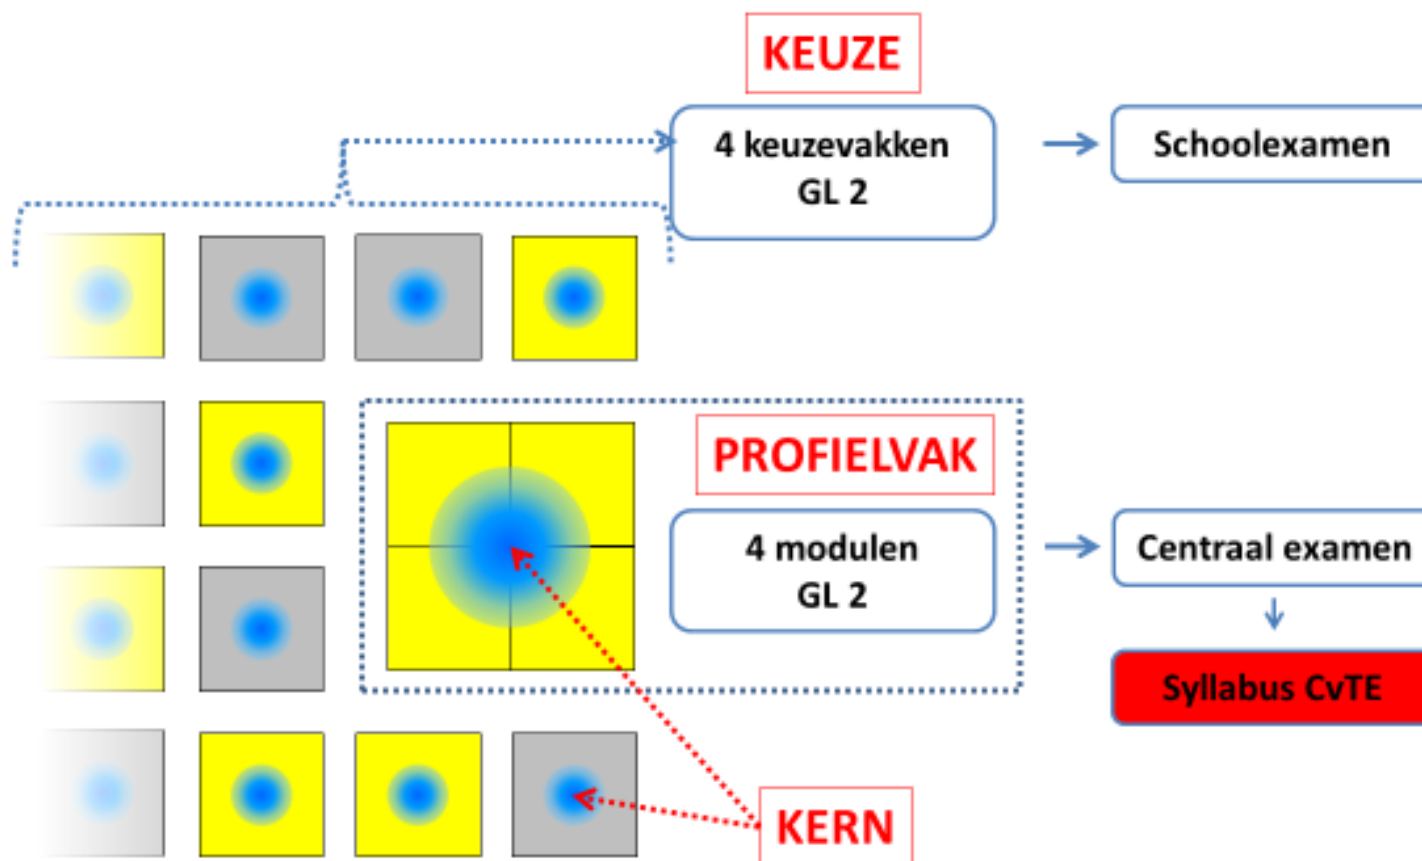 KEUZE
4 keuzevakken
GL 2
Schoolexamen
PROFIELVAK
4 modulen
GL 2
Centraal examen
Syllabus CvTE
KERN